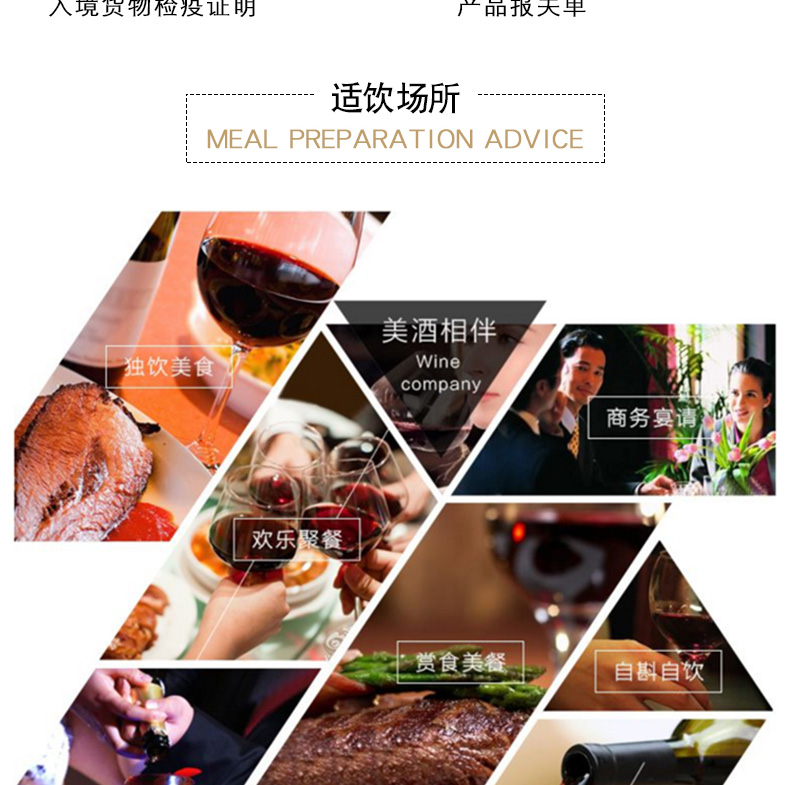 入境货物检疫证明
产品报关单
适饮场所
MEAL PREPARATION ADVICE
美酒相伴
Wine
company
独饮美食
商务宴请
欢乐聚餐
赏食美餐
自斟自饮